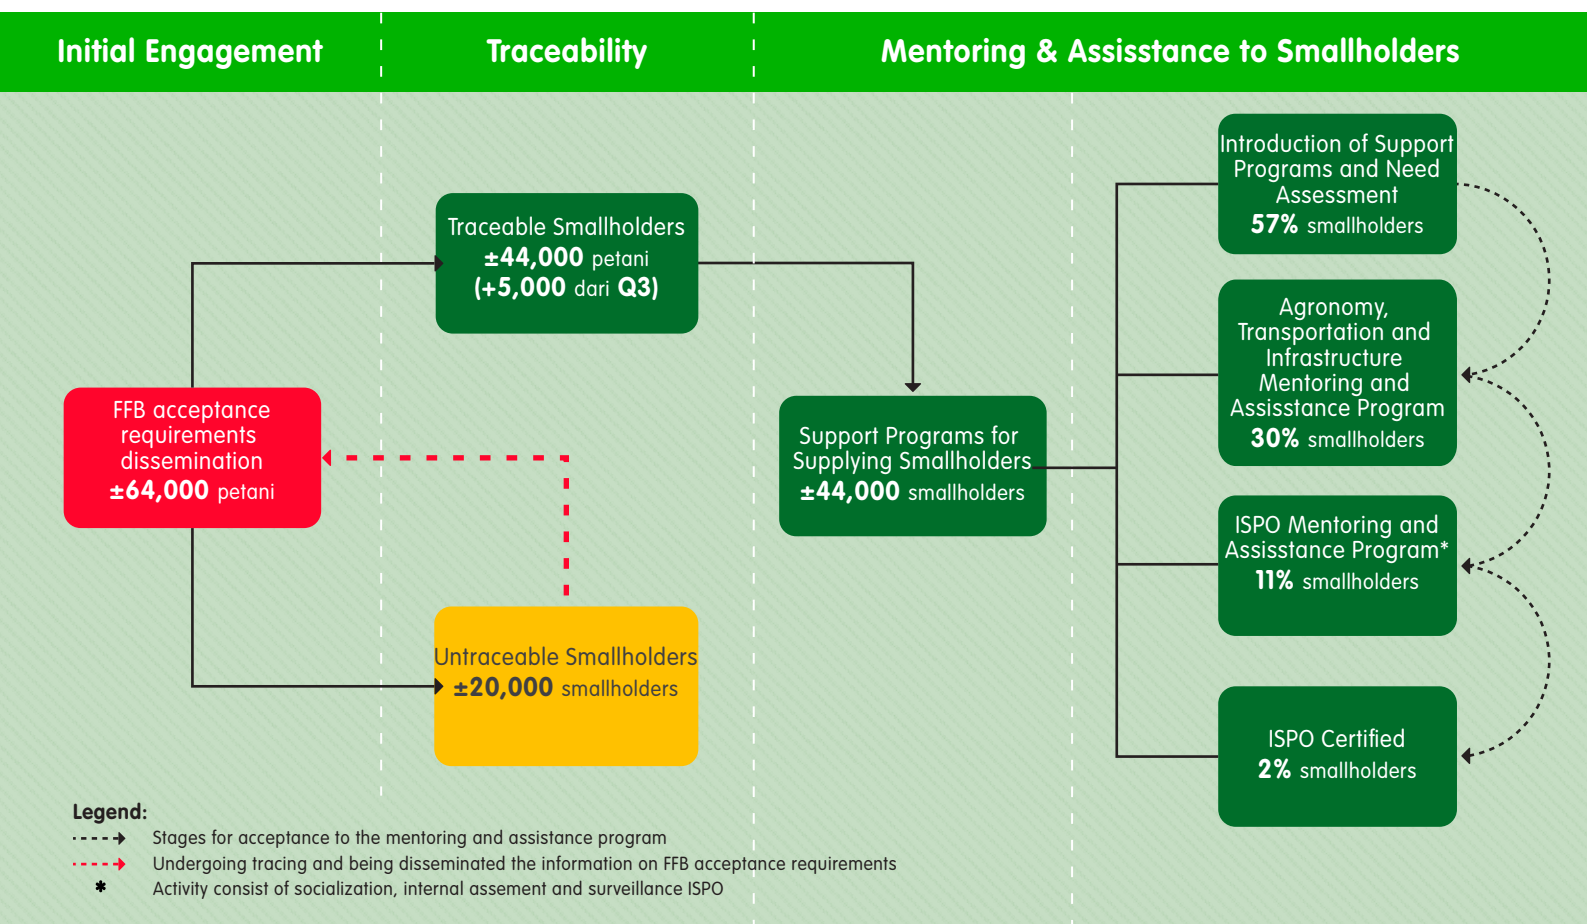 Initial Engagement
Traceability
Mentoring & Assisstance to Smallholders
FFB acceptance
requirements
dissemination
±64,000 petani
Traceable Smallholders
±44,000 petani
(+5,000 dari Q3)
Untraceable Smallholders
±20,000 smallholders
Support Programs for
Supplying Smallholders
±44,000 smallholders
Introduction of Support
Programs and Need
Assessment
57% smallholders
Agronomy,
Transportation and
Infrastructure
Mentoring and
Assisstance Program
30% smallholders
ISPO Mentoring and
Assisstance Program*
11% smallholders
ISPO Certified
2% smallholders
Legend:
Stages for acceptance to the mentoring and assistance program
Undergoing tracing and being disseminated the information on FFB acceptance requirements
* Activity consist of socialization, internal assement and surveillance ISPO